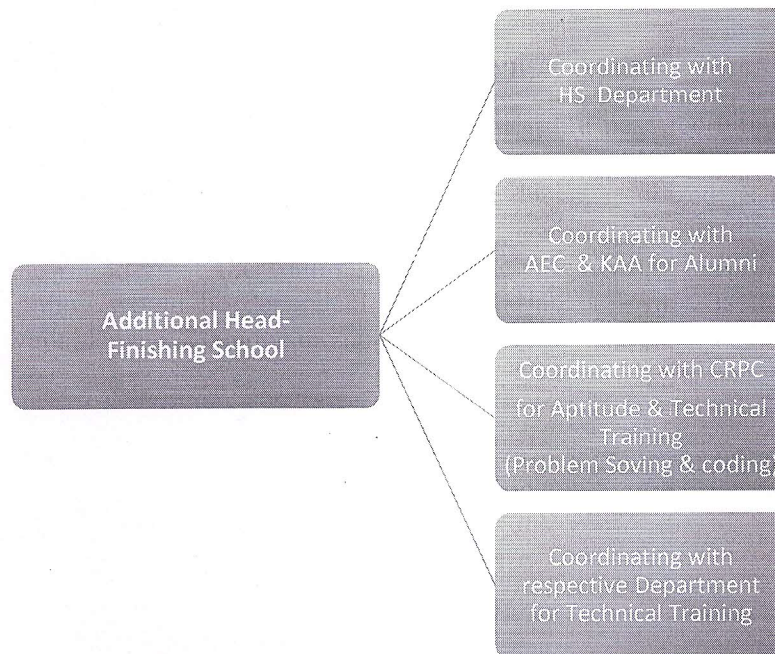 Coordinating with
HS Department
Coordinating with
AEC & KAA for Alumni
Additional Head-
Finishing School
Coordinating with CRPC
for Aptitude & Technical
Training
(Problem Soving & coding)
Coordinating with
respective Department
for Technical Training